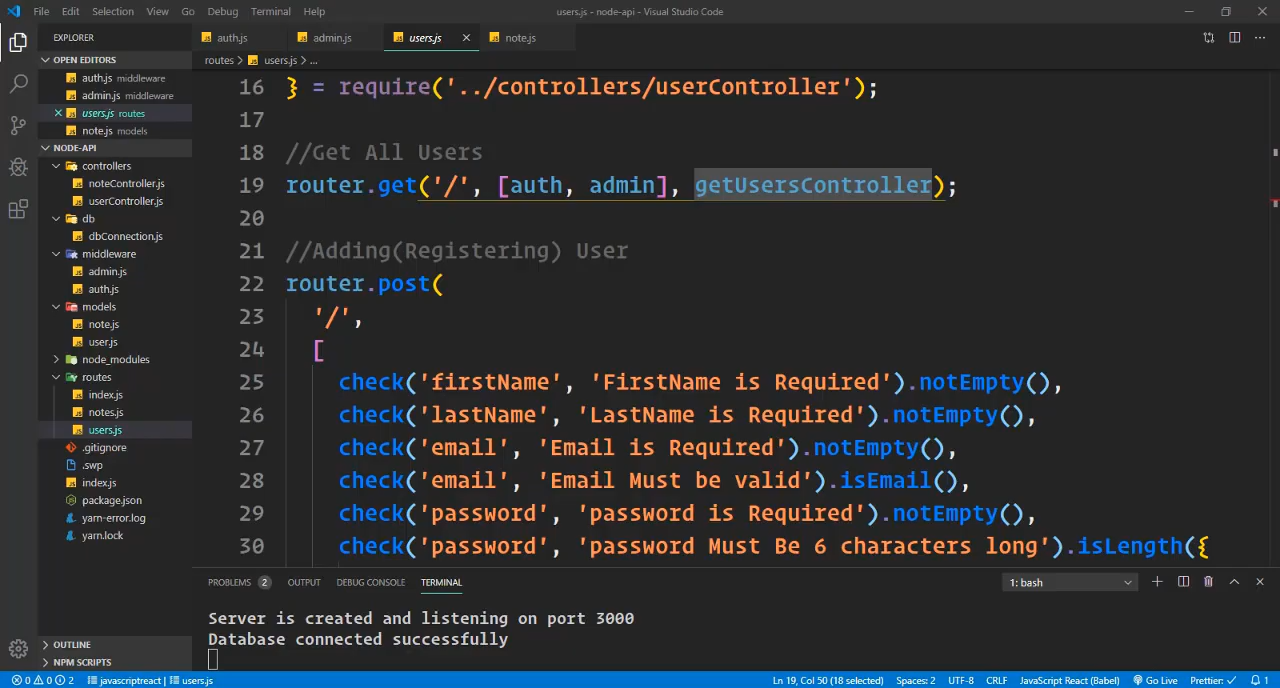 File Edit Selection View Go Debug Terminal Help
users.js - node-api - Visual Studio Code
EXPLORER
OPEN EDITORS
auth.js middleware
admin.js middleware
users.js routes
note.js models
NODE-API
controllers
noteController.js
userController.js
db
dbConnection.js
middleware
admin.js
auth.js
models
note.js
user.js
node_modules
routes
index.js
notes.js
users.js
.gitignore
.swp
index.js
package.json
yarn-error.log
yarn.lock
OUTLINE
NPM SCRIPTS
auth.js admin.js users.js note.js
routes > users.js > ...
16 } = require('../controllers/userController');
17
18 //Get All Users
19 router.get('/', [auth, admin], getUsersController);
20
21 //Adding(Registering) User
22 router.post(
23 '/',
24 [
25 check('firstName', 'FirstName is Required').notEmpty(),
26 check('lastName', 'LastName is Required').notEmpty(),
27 check('email', 'Email is Required').notEmpty(),
28 check('email', 'Email Must be valid').isEmail(),
29 check('password', 'password is Required').notEmpty(),
30 check('password', 'password Must Be 6 characters long').isLength({
PROBLEMS 2 OUTPUT DEBUG CONSOLE TERMINAL 1: bash
Server is created and listening on port 3000
Database connected successfully
0 0 2 javascriptreact | users.js Ln 19, Col 50 (18 selected) Spaces: 2 UTF-8 CRLF JavaScript React (Babel) Go Live Prettier: ✓ 1